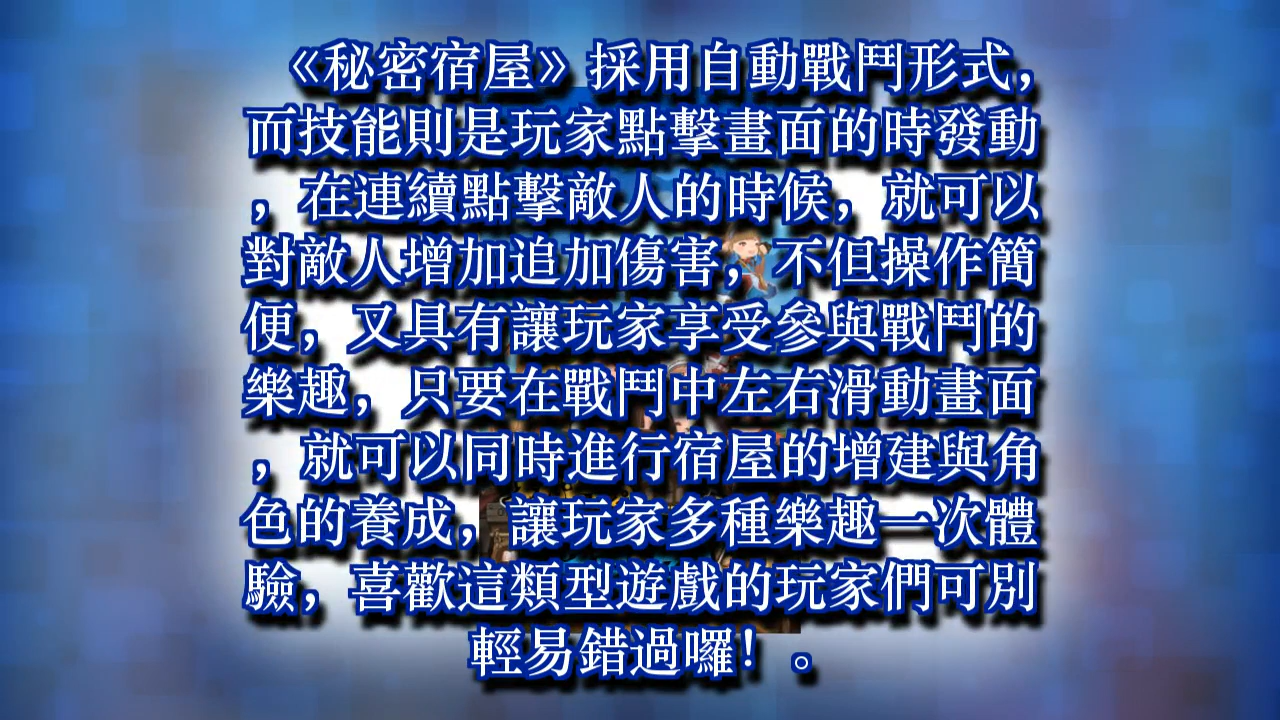 《秘密宿屋》採用自動戰鬥形式，
而技能則是玩家點擊畫面的時發動
，在連續點擊敵人的時候，就可以
對敵人增加追加傷害，不但操作簡
便，又具有讓玩家享受參與戰鬥的
樂趣，只要在戰鬥中左右滑動畫面
，就可以同時進行宿屋的增建與角
色的養成，讓玩家多種樂趣一次體
驗，喜歡這類型遊戲的玩家們可別
輕易錯過囉！。